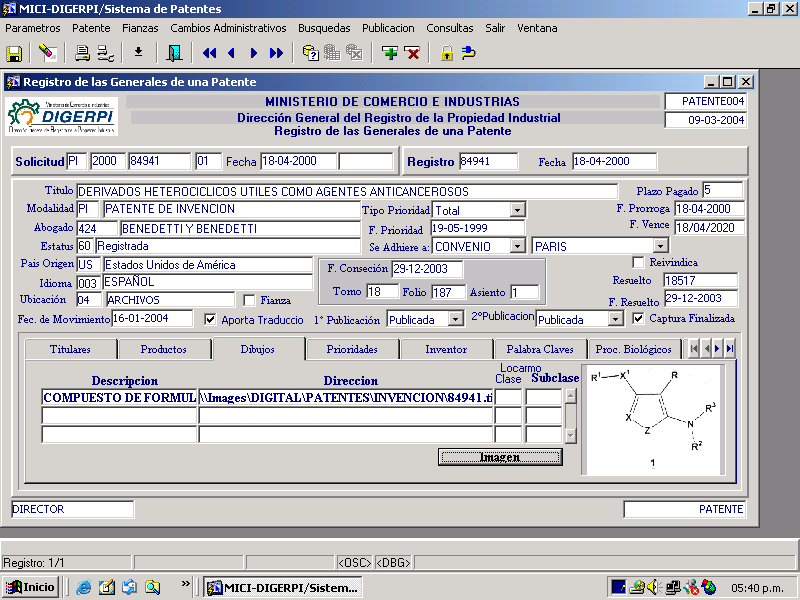 MICI-DIGERPI/Sistema de Patentes
Parametros Patente Fianzas Cambios Administrativos Busquedas Publicacion Consultas Salir Ventana
Registro de las Generales de una Patente
Ministerio de Comercio e Industrias
DIGERPI
MINISTERIO DE COMERCIO E INDUSTRIAS
PATENTE004
Dirección General del Registro de la Propiedad Industrial
09-03-2004
Registro de las Generales de una Patente
Solicitud PI 2000 84941 01 Fecha 18-04-2000 Registro 84941 Fecha 18-04-2000
Titulo DERIVADOS HETEROCICLICOS UTILES COMO AGENTES ANTICANCEROSOS Plazo Pagado 5
Modalidad PI PATENTE DE INVENCION Tipo Prioridad Total F. Prorroga 18-04-2000
Abogado 424 BENEDETTI Y BENEDETTI F. Prioridad 19-05-1999 F. Vence 18/04/2020
Estatus 60 Registrada Se Adhiere a: CONVENIO PARIS
Pais Origen US Estados Unidos de América F. Conseción 29-12-2003 Reivindica
Idioma 003 ESPAÑOL Resuelto 18517
Ubicación 04 ARCHIVOS Fianza Tomo 18 Folio 187 Asiento 1 F. Resuelto 29-12-2003
Fec. de Movimiento 16-01-2004 Aporta Traduccio 1° Publicación Publicada 2°Publicacion Publicada Captura Finalizada
Titulares Productos Dibujos Prioridades Inventor Palabra Claves Proc. Biológicos
Descripcion Direccion Locarmo Clase Subclase
COMPUESTO DE FORMUL \\Images\DIGITAL\PATENTES\INVENCION\84941.ti
Imagen
R¹ X¹ R
X Z N R³
R²
1
DIRECTOR PATENTE
Registro: 1/1 <OSC> <DBG>
Inicio » MICI-DIGERPI/Sistem... 05:40 p.m.